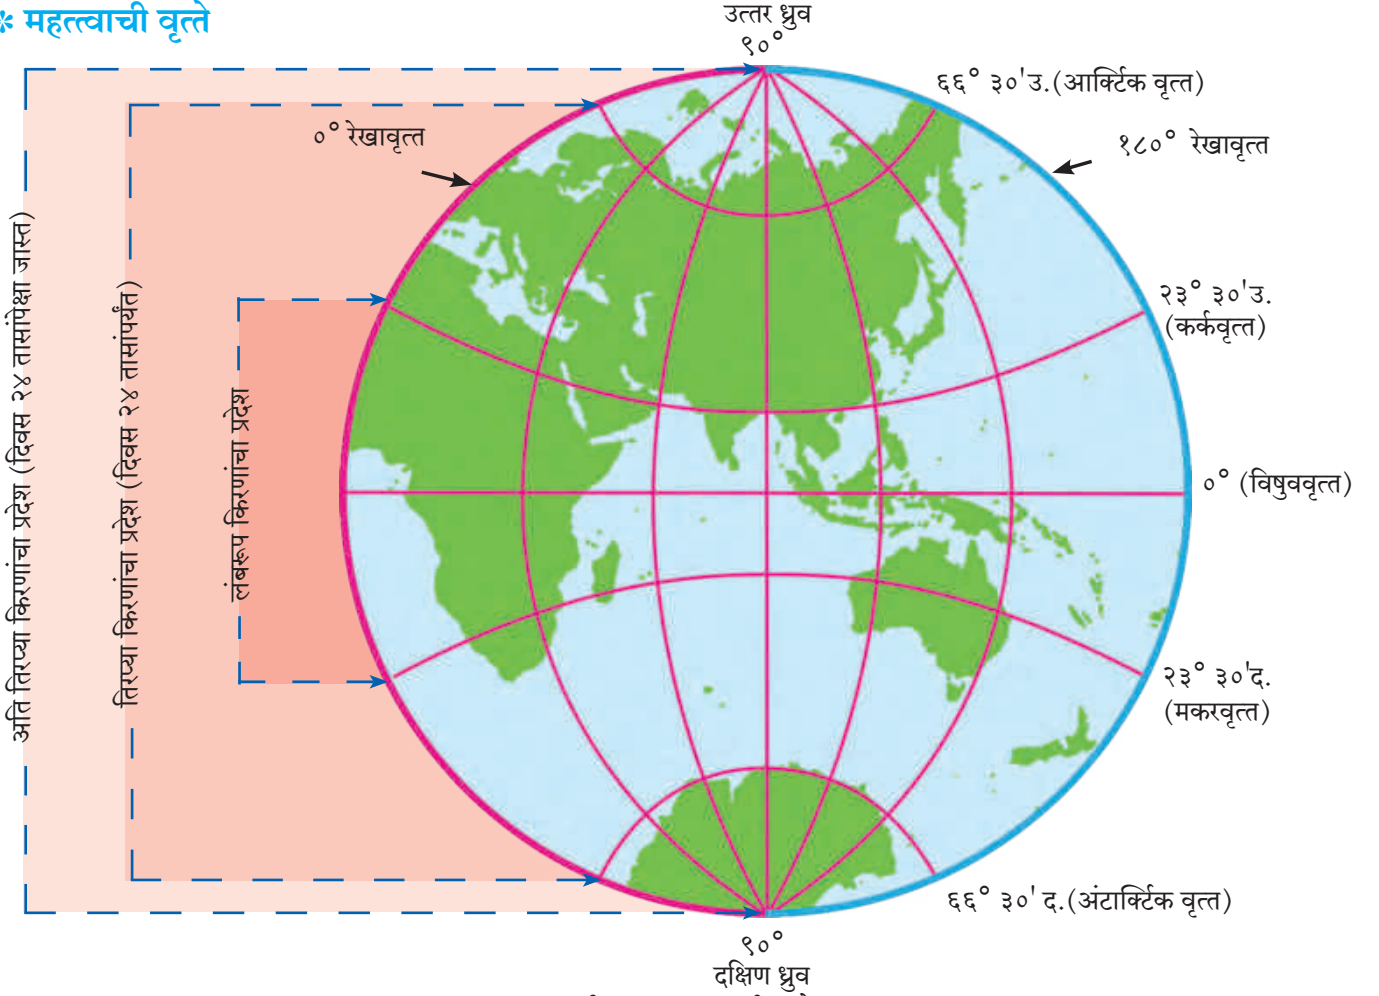 * महत्त्वाची वृत्ते
उत्तर ध्रुव
९०°
६६° ३०'उ.(आर्क्टिक वृत्त)
०° रेखावृत्त
१८०° रेखावृत्त
अति तिरप्या किरणांचा प्रदेश (दिवस २४ तासांपेक्षा जास्त)
तिरप्या किरणांचा प्रदेश (दिवस २४ तासांपर्यंत)
लंबरूप किरणांचा प्रदेश
२३° ३०'उ.
(कर्कवृत्त)
०° (विषुववृत्त)
२३° ३०'द.
(मकरवृत्त)
६६° ३०' द.(अंटार्क्टिक वृत्त)
९०°
दक्षिण ध्रुव